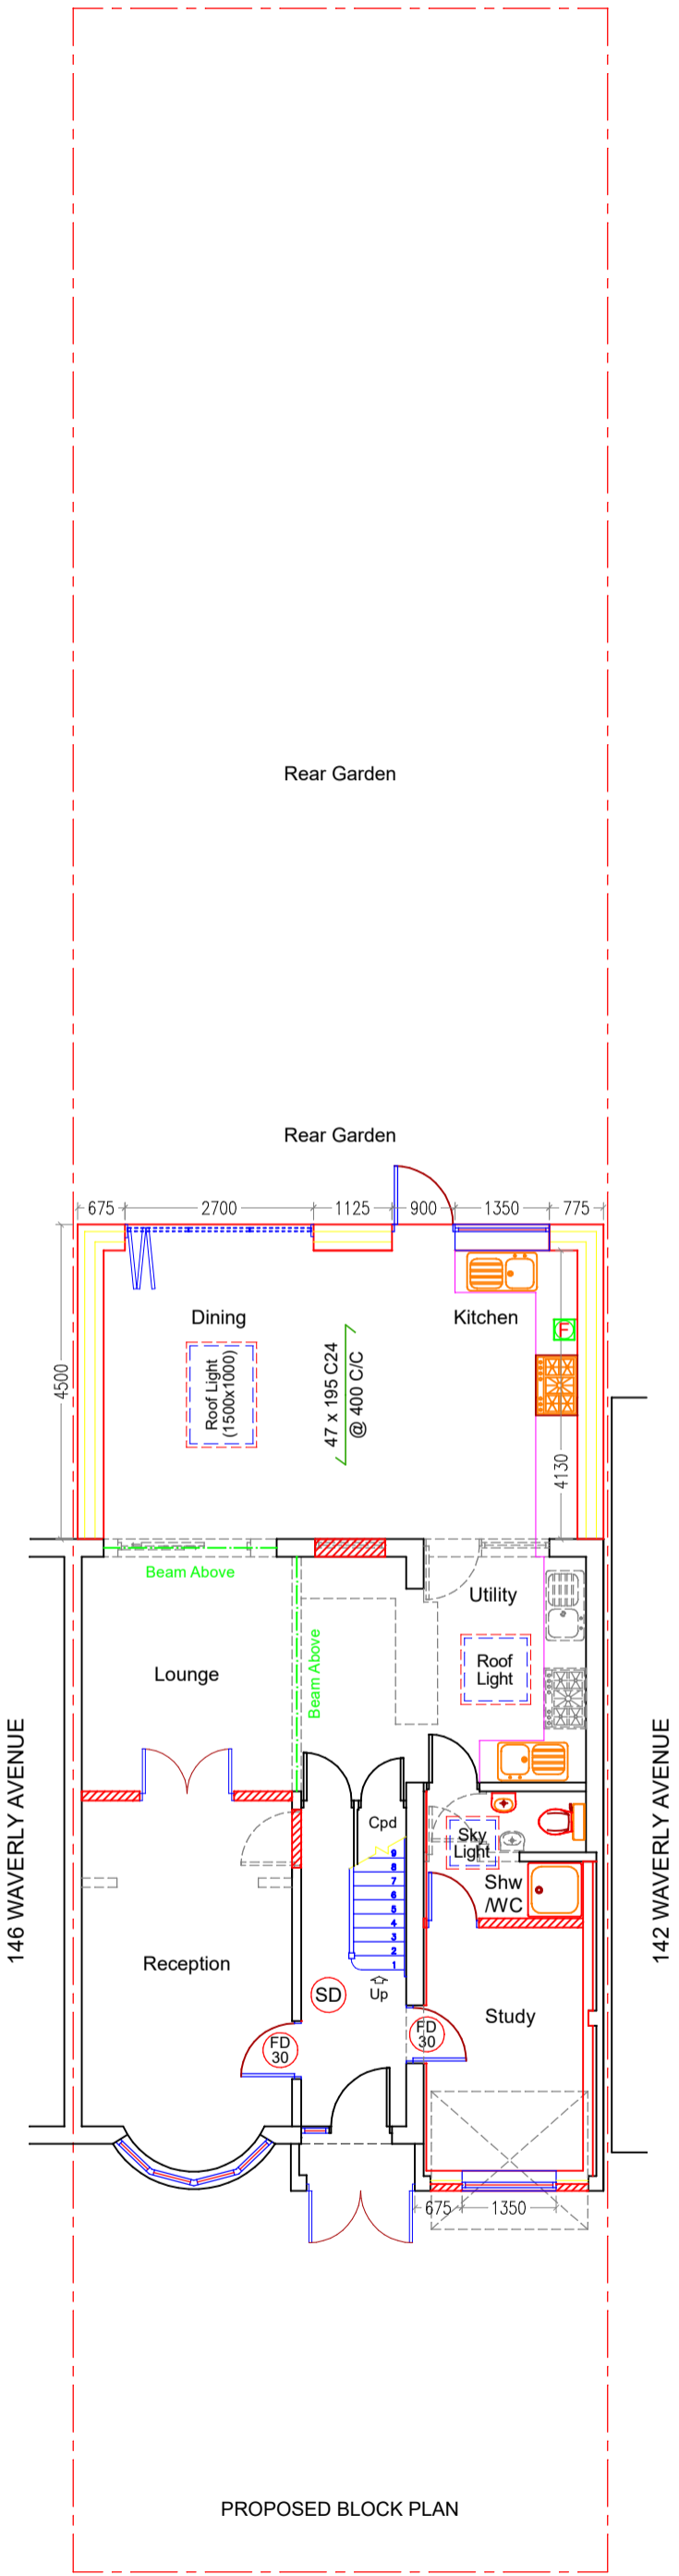 Rear Garden
Rear Garden
675
2700
1125
900
1350
775
Dining
Kitchen
F
Roof Light
(1500x1000)
47 x 195 C24
@ 400 C/C
4500
4130
Beam Above
Utility
Beam Above
Roof
Light
Lounge
146 WAVERLY AVENUE
142 WAVERLY AVENUE
Cpd
Sky
Light
9
8
7
6
5
4
3
2
1
Shw
/WC
Reception
SD
Up
Study
FD
30
FD
30
675
1350
PROPOSED BLOCK PLAN